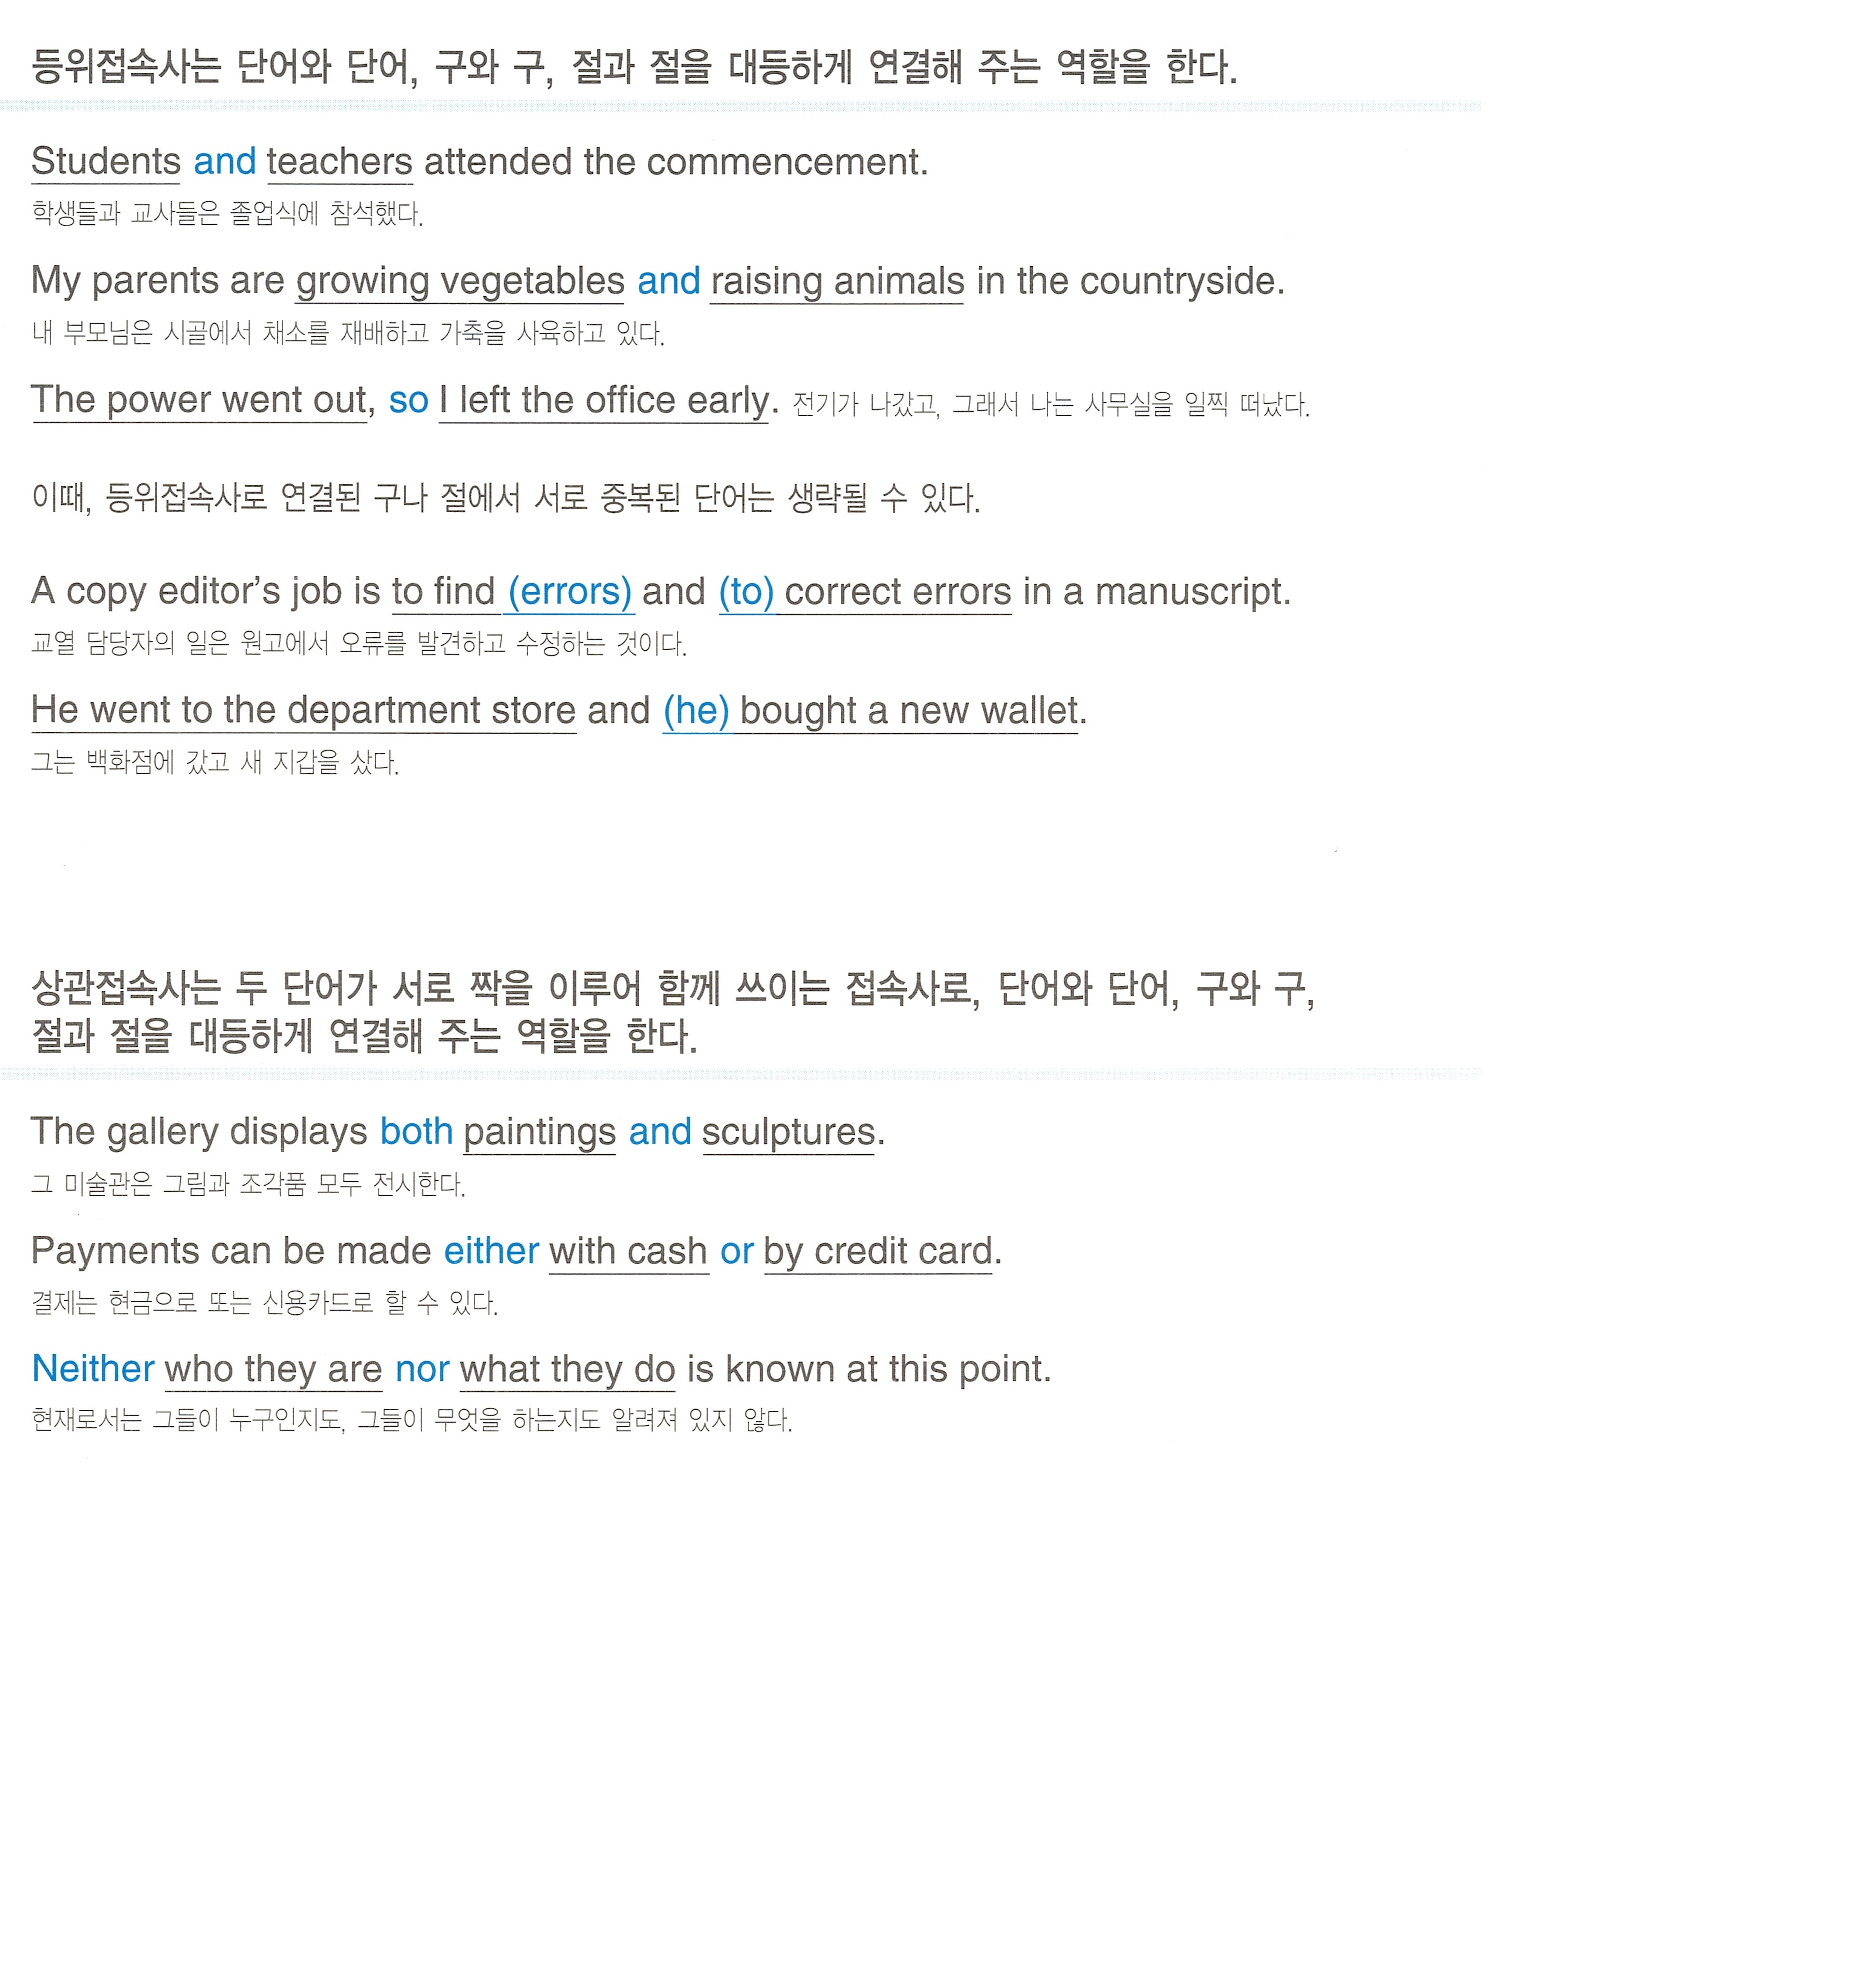 등위접속사는 단어와 단어, 구와 구, 절과 절을 대등하게 연결해 주는 역할을 한다.
Students and teachers attended the commencement.
학생들과 교사들은 졸업식에 참석했다.
My parents are growing vegetables and raising animals in the countryside.
내 부모님은 시골에서 채소를 재배하고 가축을 사육하고 있다.
The power went out, so I left the office early. 전기가 나갔고, 그래서 나는 사무실을 일찍 떠났다.
이때, 등위접속사로 연결된 구나 절에서 서로 중복된 단어는 생략될 수 있다.
A copy editor's job is to find (errors) and (to) correct errors in a manuscript.
교열 담당자의 일은 원고에서 오류를 발견하고 수정하는 것이다.
He went to the department store and (he) bought a new wallet.
그는 백화점에 갔고 새 지갑을 샀다.
상관접속사는 두 단어가 서로 짝을 이루어 함께 쓰이는 접속사로, 단어와 단어, 구와 구,
절과 절을 대등하게 연결해 주는 역할을 한다.
The gallery displays both paintings and sculptures.
그 미술관은 그림과 조각품 모두 전시한다.
Payments can be made either with cash or by credit card.
결제는 현금으로 또는 신용카드로 할 수 있다.
Neither who they are nor what they do is known at this point.
현재로서는 그들이 누구인지도, 그들이 무엇을 하는지도 알려져 있지 않다.